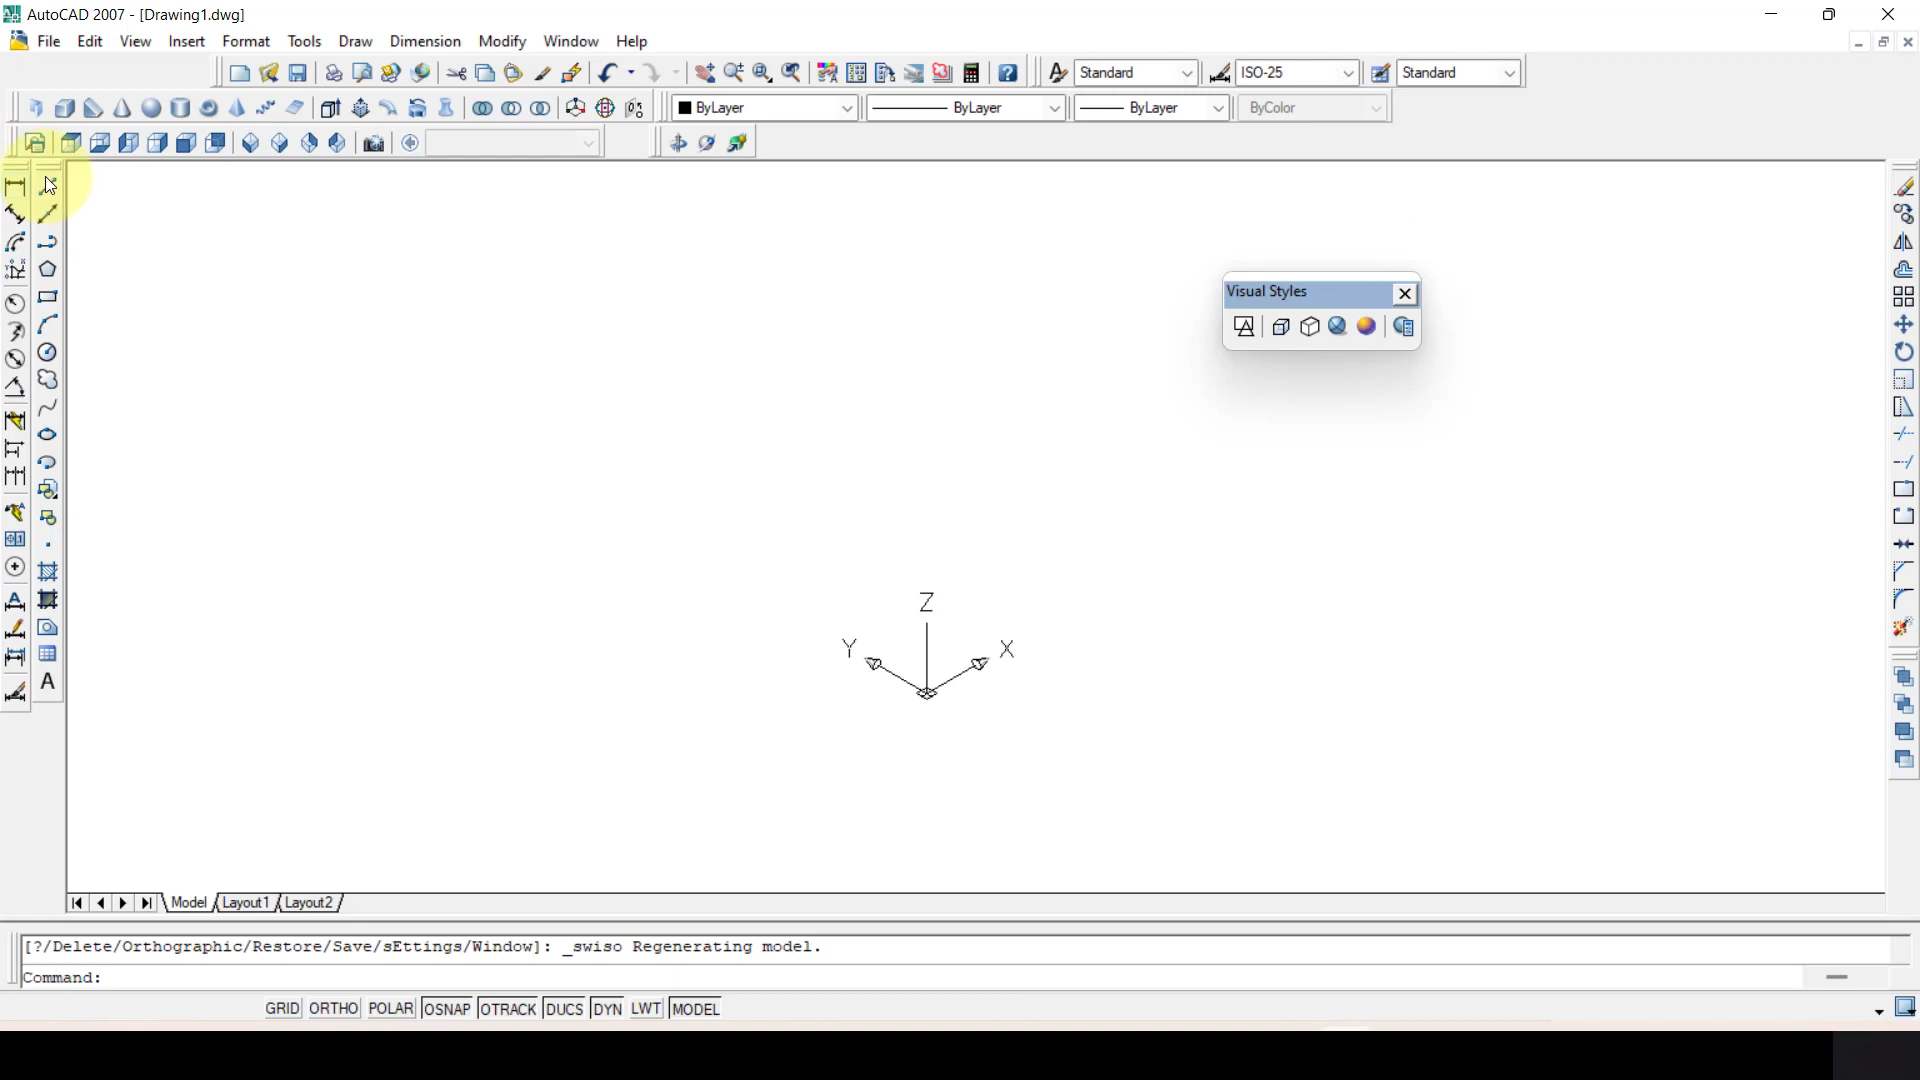 AutoCAD 2007 - [Drawing1.dwg]
File Edit View Insert Format Tools Draw Dimension Modify Window Help
Standard ISO-25 Standard
ByLayer ByLayer ByLayer ByColor
Visual Styles
Z
Y X
Model Layout1 Layout2
[?/Delete/Orthographic/Restore/Save/sEttings/Window]: _swiso Regenerating model.
Command:
GRID ORTHO POLAR OSNAP OTRACK DUCS DYN LWT MODEL